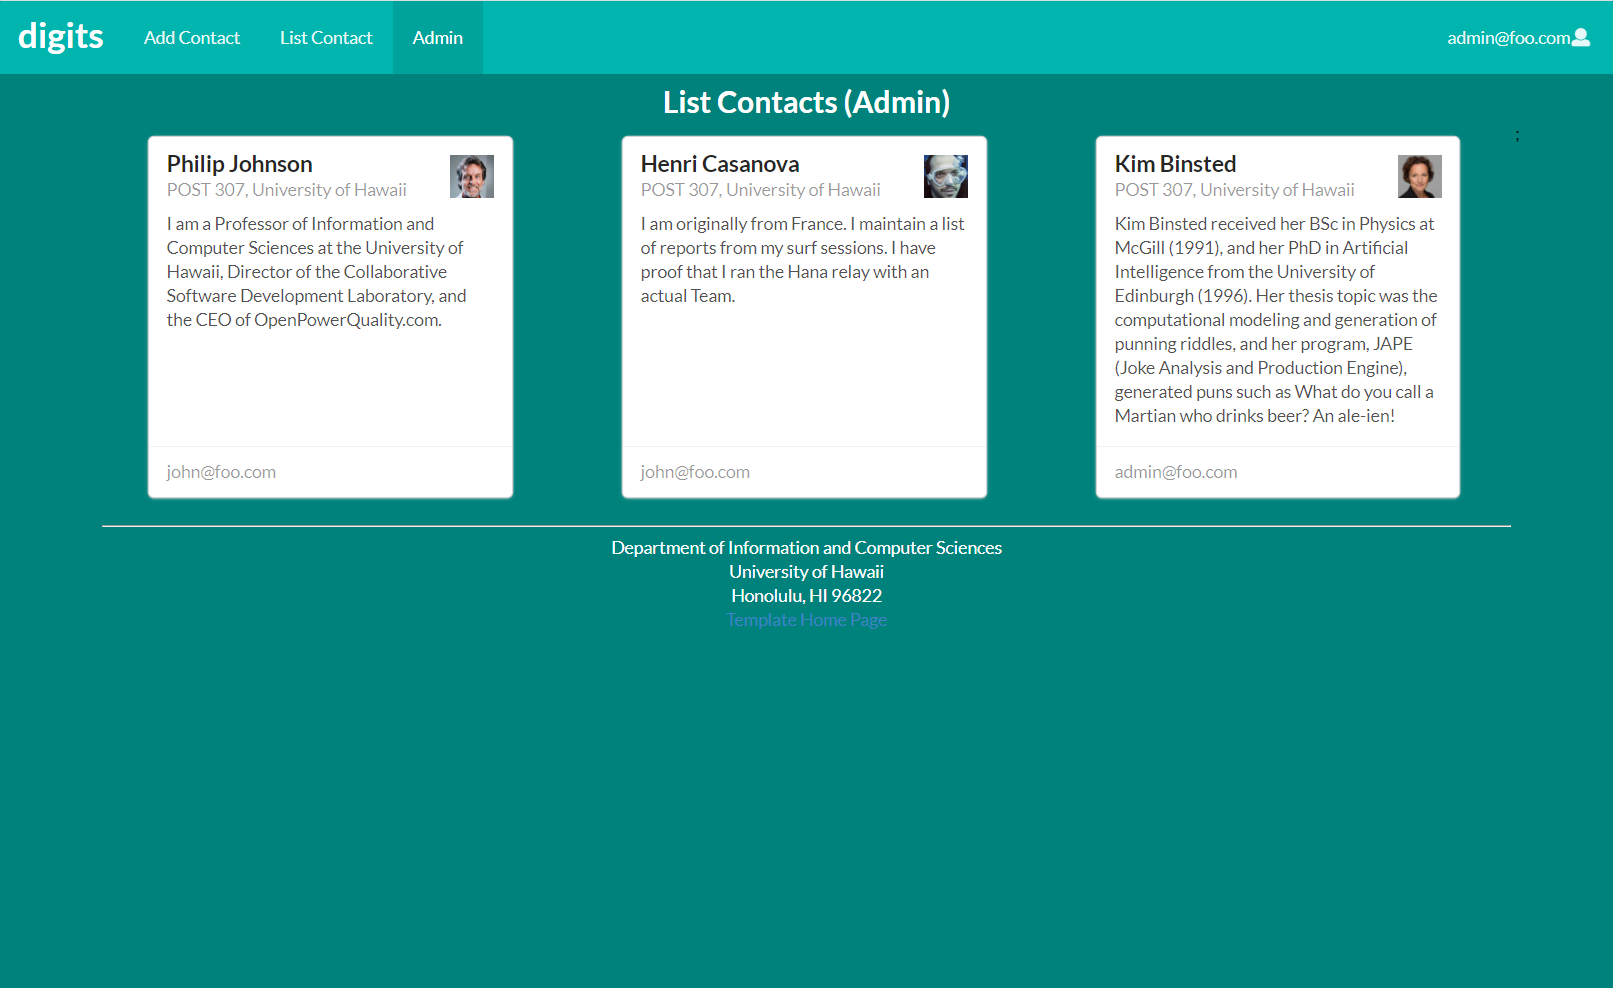 digits
Add Contact
List Contact
Admin
admin@foo.com
List Contacts (Admin)
;
Philip Johnson
POST 307, University of Hawaii
I am a Professor of Information and
Computer Sciences at the University of
Hawaii, Director of the Collaborative
Software Development Laboratory, and
the CEO of OpenPowerQuality.com.
john@foo.com
Henri Casanova
POST 307, University of Hawaii
I am originally from France. I maintain a list
of reports from my surf sessions. I have
proof that I ran the Hana relay with an
actual Team.
john@foo.com
Kim Binsted
POST 307, University of Hawaii
Kim Binsted received her BSc in Physics at
McGill (1991), and her PhD in Artificial
Intelligence from the University of
Edinburgh (1996). Her thesis topic was the
computational modeling and generation of
punning riddles, and her program, JAPE
(Joke Analysis and Production Engine),
generated puns such as What do you call a
Martian who drinks beer? An ale-ien!
admin@foo.com
Department of Information and Computer Sciences
University of Hawaii
Honolulu, HI 96822
Template Home Page